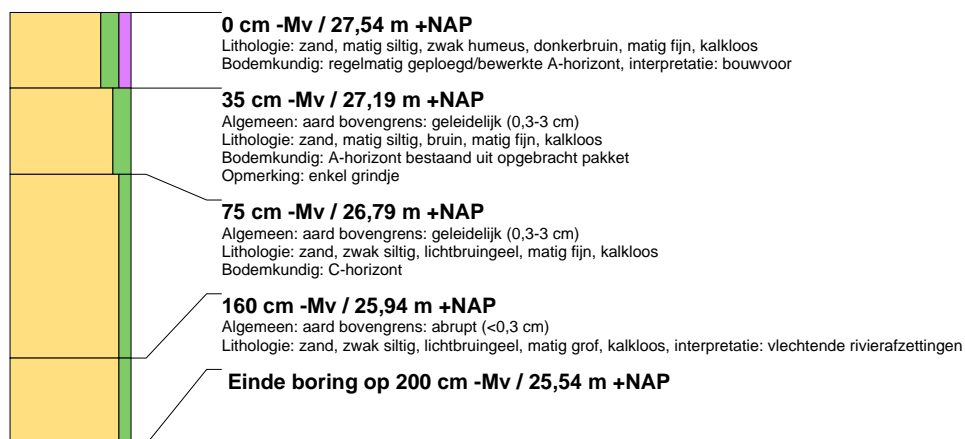 0 cm -Mv / 27,54 m +NAP
Lithologie: zand, matig siltig, zwak humeus, donkerbruin, matig fijn, kalkloos
Bodemkundig: regelmatig geploegd/bewerkte A-horizont, interpretatie: bouwvoor
35 cm -Mv / 27,19 m +NAP
Algemeen: aard bovengrens: geleidelijk (0,3-3 cm)
Lithologie: zand, matig siltig, bruin, matig fijn, kalkloos
Bodemkundig: A-horizont bestaand uit opgebracht pakket
Opmerking: enkel grindje
75 cm -Mv / 26,79 m +NAP
Algemeen: aard bovengrens: geleidelijk (0,3-3 cm)
Lithologie: zand, zwak siltig, lichtbruingeel, matig fijn, kalkloos
Bodemkundig: C-horizont
160 cm -Mv / 25,94 m +NAP
Algemeen: aard bovengrens: abrupt (<0,3 cm)
Lithologie: zand, zwak siltig, lichtbruingeel, matig grof, kalkloos, interpretatie: vlechtende rivierafzettingen
Einde boring op 200 cm -Mv / 25,54 m +NAP